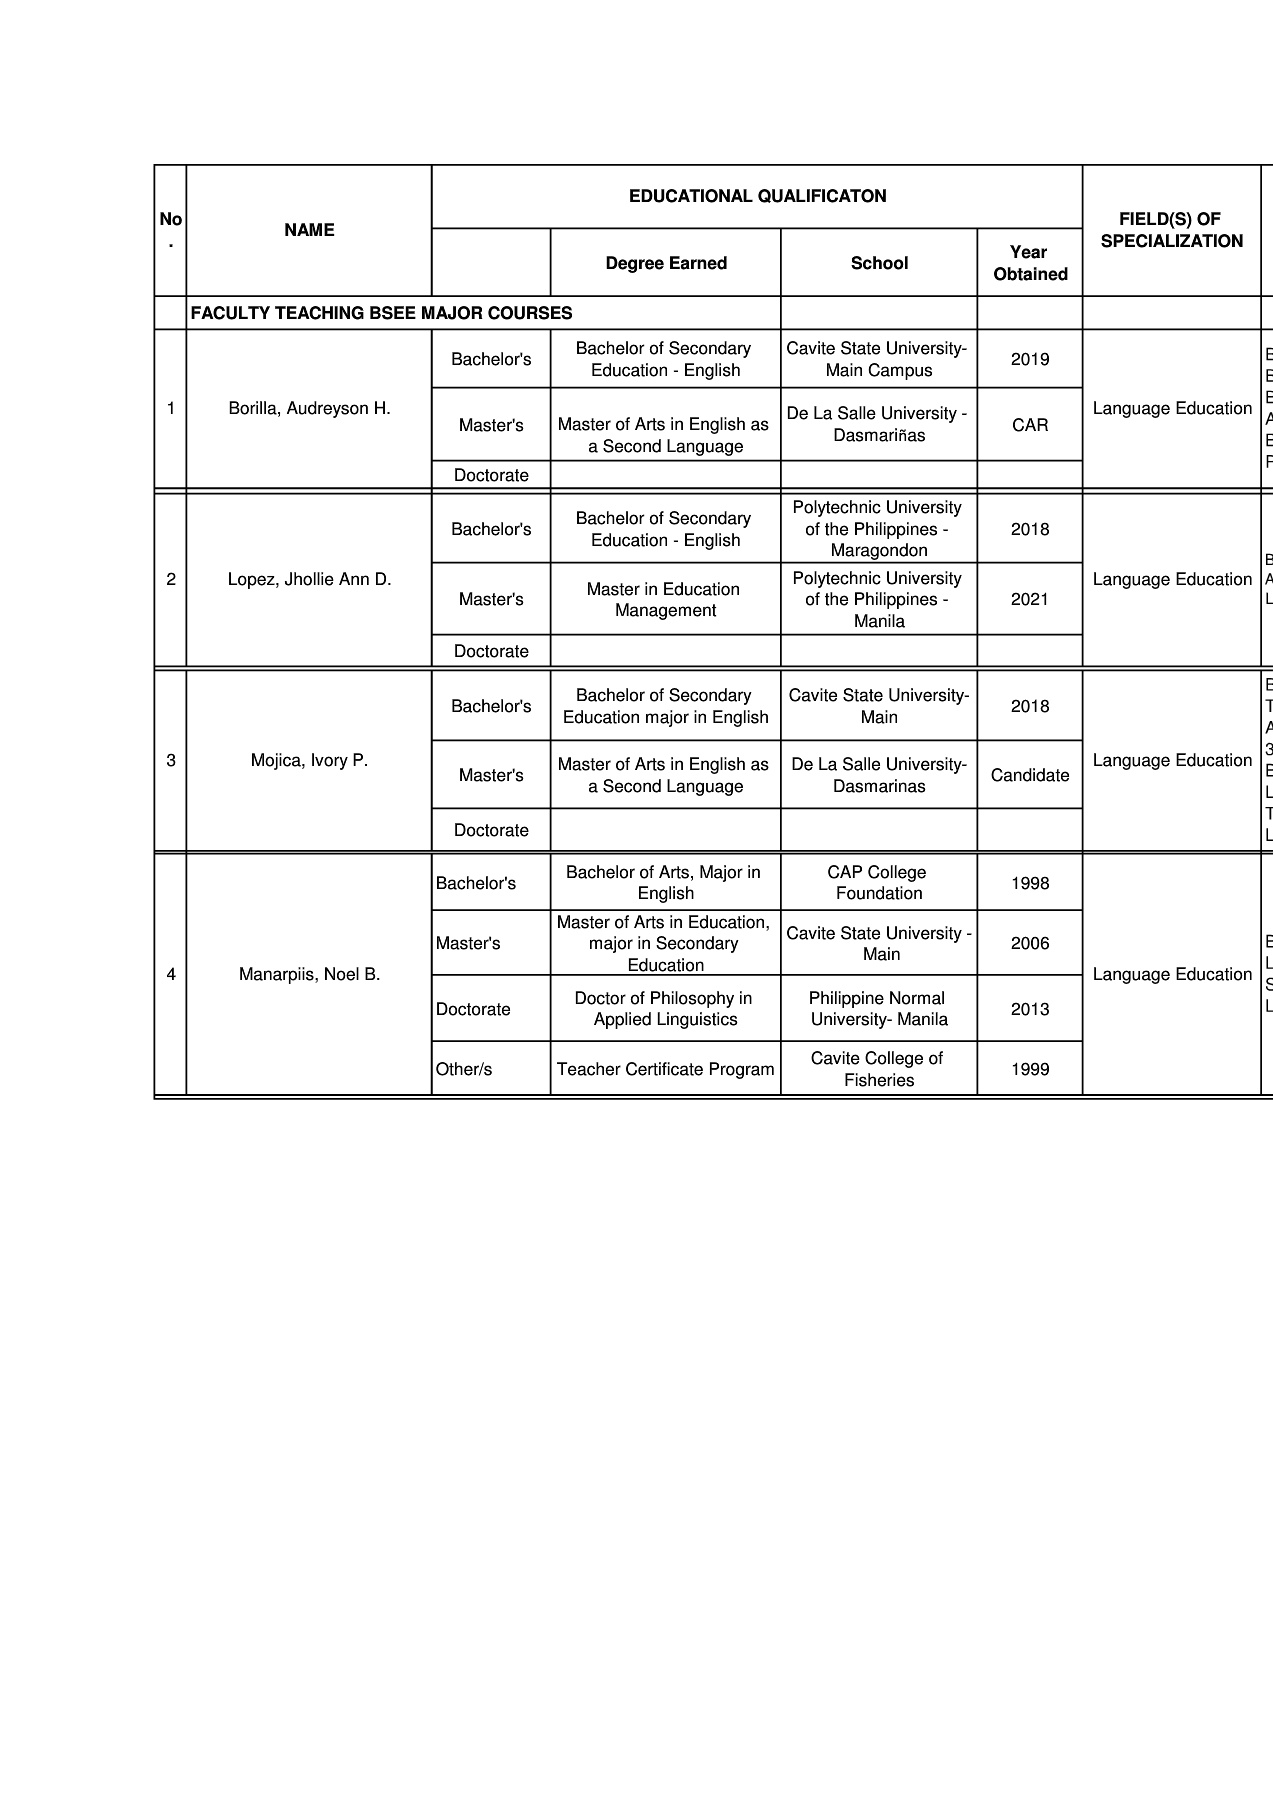 EDUCATIONAL QUALIFICATON
No
.
NAME
FIELD(S) OF
SPECIALIZATION
Degree Earned
School
Year
Obtained
FACULTY TEACHING BSEE MAJOR COURSES
1
Borilla, Audreyson H.
Bachelor's
Bachelor of Secondary
Education - English
Cavite State University-
Main Campus
2019
Master's
Master of Arts in English as
a Second Language
De La Salle University -
Dasmariñas
CAR
Doctorate
Language Education
2
Lopez, Jhollie Ann D.
Bachelor's
Bachelor of Secondary
Education - English
Polytechnic University
of the Philippines -
Maragondon
2018
Master's
Master in Education
Management
Polytechnic University
of the Philippines -
Manila
2021
Doctorate
Language Education
3
Mojica, Ivory P.
Bachelor's
Bachelor of Secondary
Education major in English
Cavite State University-
Main
2018
Master's
Master of Arts in English as
a Second Language
De La Salle University-
Dasmarinas
Candidate
Doctorate
Language Education
4
Manarpiis, Noel B.
Bachelor's
Bachelor of Arts, Major in
English
CAP College
Foundation
1998
Master's
Master of Arts in Education,
major in Secondary
Education
Cavite State University -
Main
2006
Doctorate
Doctor of Philosophy in
Applied Linguistics
Philippine Normal
University- Manila
2013
Other/s
Teacher Certificate Program
Cavite College of
Fisheries
1999
Language Education